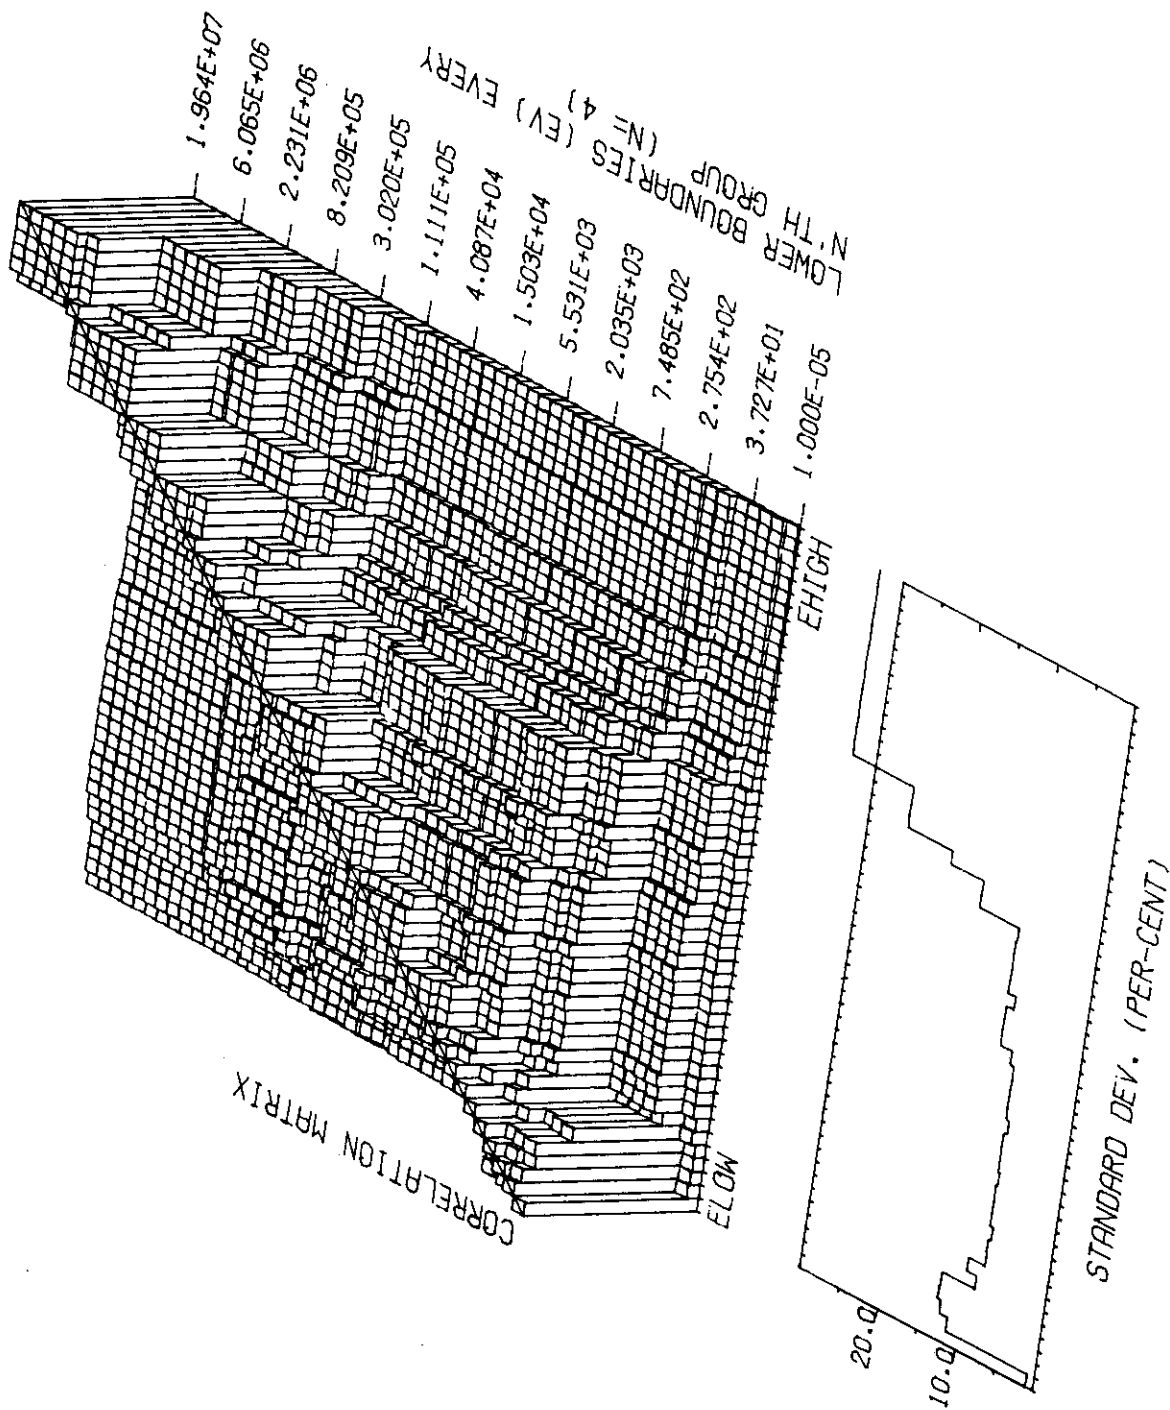 CORRELATION MATRIX
1.964E+07
6.065E+06
2.231E+06
8.209E+05
3.020E+05
1.111E+05
4.087E+04
1.503E+04
5.531E+03
2.035E+03
7.485E+02
2.754E+02
3.727E+01
1.000E-05
LOWER BOUNDARIES (EV) EVERY
N'TH GROUP (N= 4)
ELOW
EHIGH
20.0
10.0
STANDARD DEV. (PER-CENT)